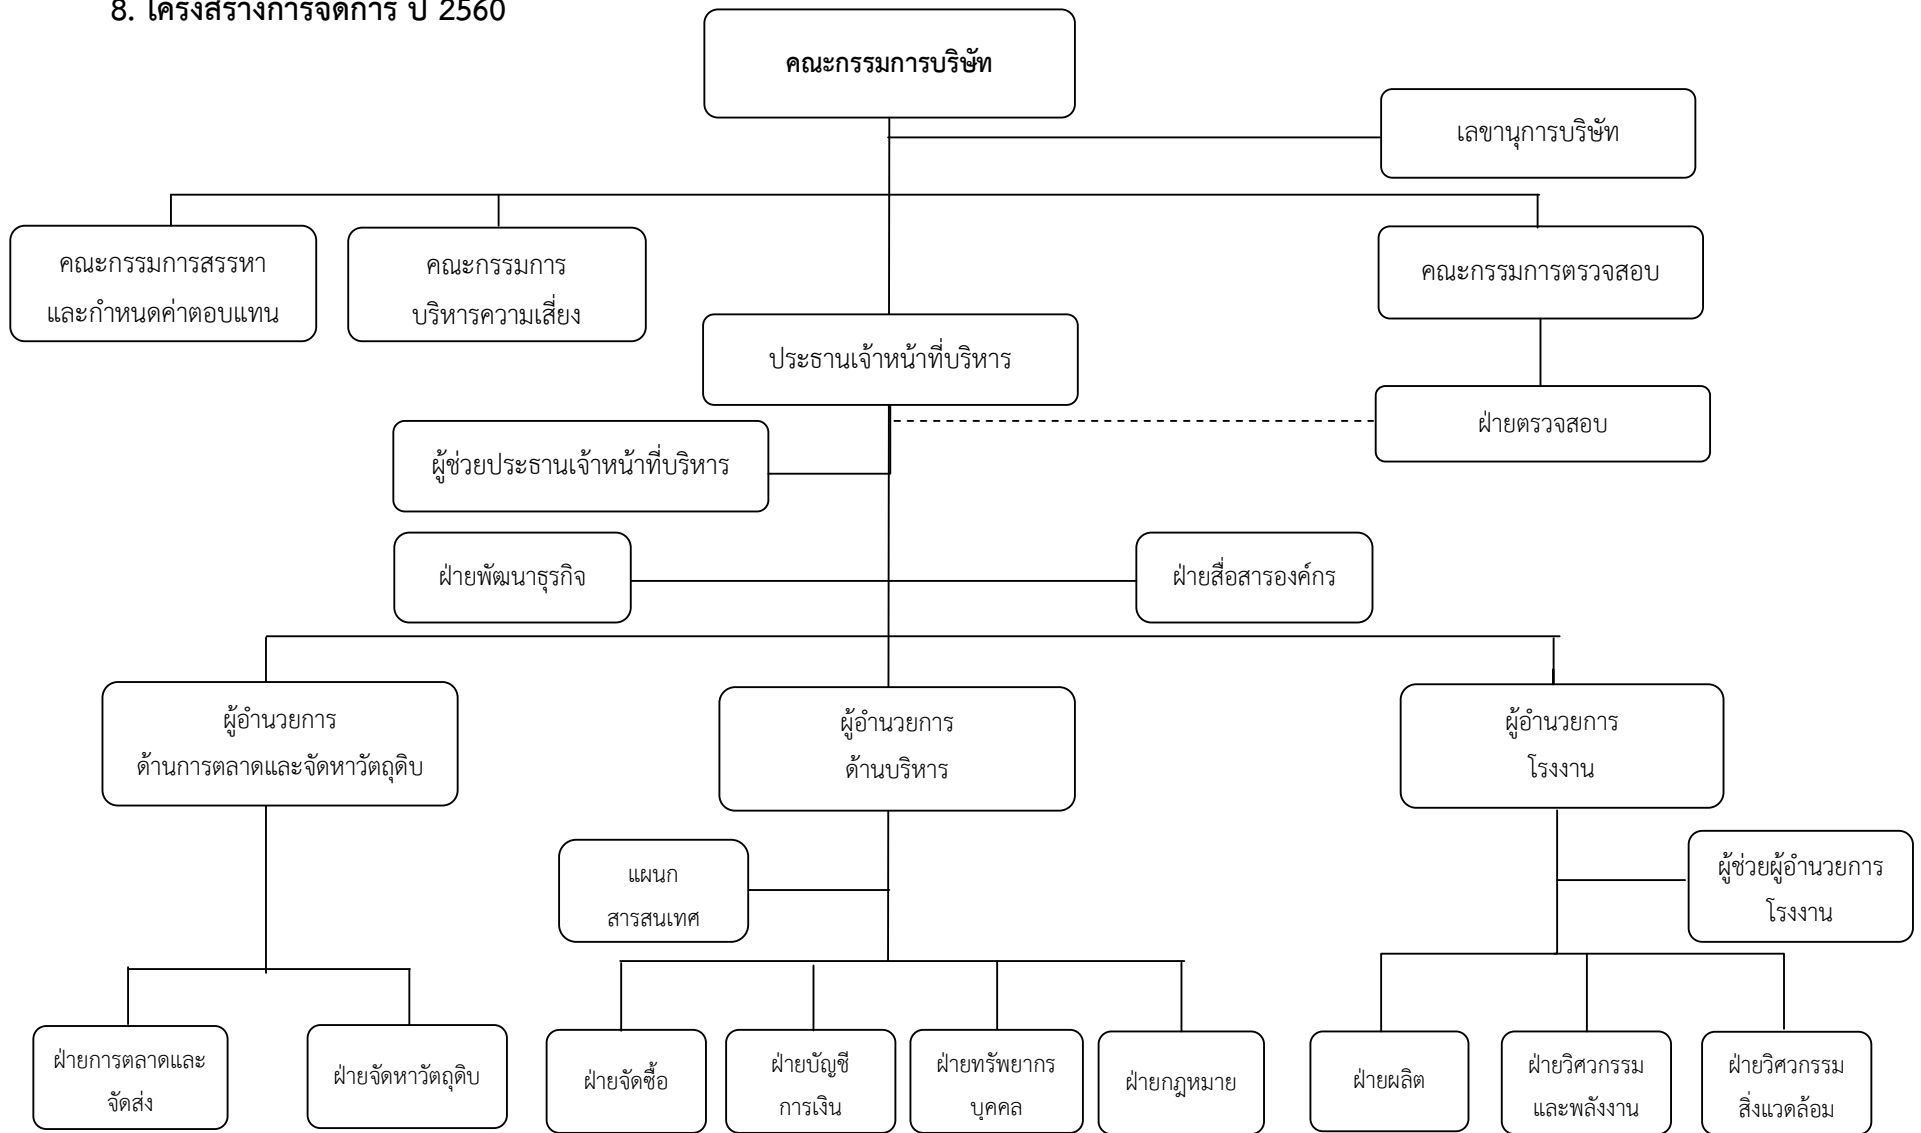 8. โครงสร้างการจัดการ ปี 2560
คณะกรรมการบริษัท
เลขานุการบริษัท
คณะกรรมการสรรหา
และกำหนดค่าตอบแทน
คณะกรรมการ
บริหารความเสี่ยง
คณะกรรมการตรวจสอบ
ประธานเจ้าหน้าที่บริหาร
ฝ่ายตรวจสอบ
ผู้ช่วยประธานเจ้าหน้าที่บริหาร
ฝ่ายพัฒนาธุรกิจ
ฝ่ายสื่อสารองค์กร
ผู้อำนวยการ
ด้านการตลาดและจัดหาวัตถุดิบ
ผู้อำนวยการ
ด้านบริหาร
ผู้อำนวยการ
โรงงาน
แผนก
สารสนเทศ
ผู้ช่วยผู้อำนวยการ
โรงงาน
ฝ่ายการตลาดและ
จัดส่ง
ฝ่ายจัดหาวัตถุดิบ
ฝ่ายจัดซื้อ
ฝ่ายบัญชี
การเงิน
ฝ่ายทรัพยากร
บุคคล
ฝ่ายกฎหมาย
ฝ่ายผลิต
ฝ่ายวิศวกรรม
และพลังงาน
ฝ่ายวิศวกรรม
สิ่งแวดล้อม